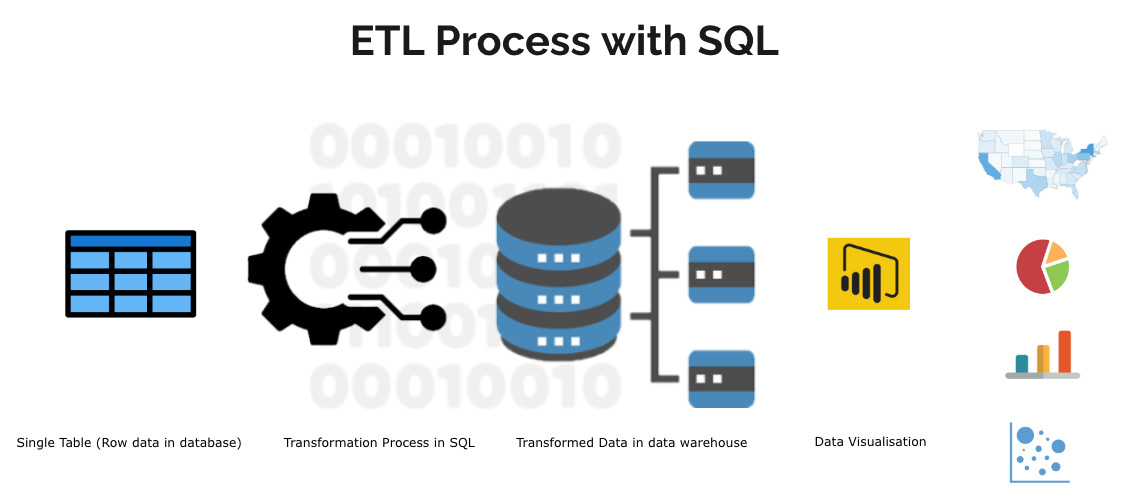 ETL Process with SQL
00010010
00010010
Single Table (Row data in database)
Transformation Process in SQL
Transformed Data in data warehouse
Data Visualisation